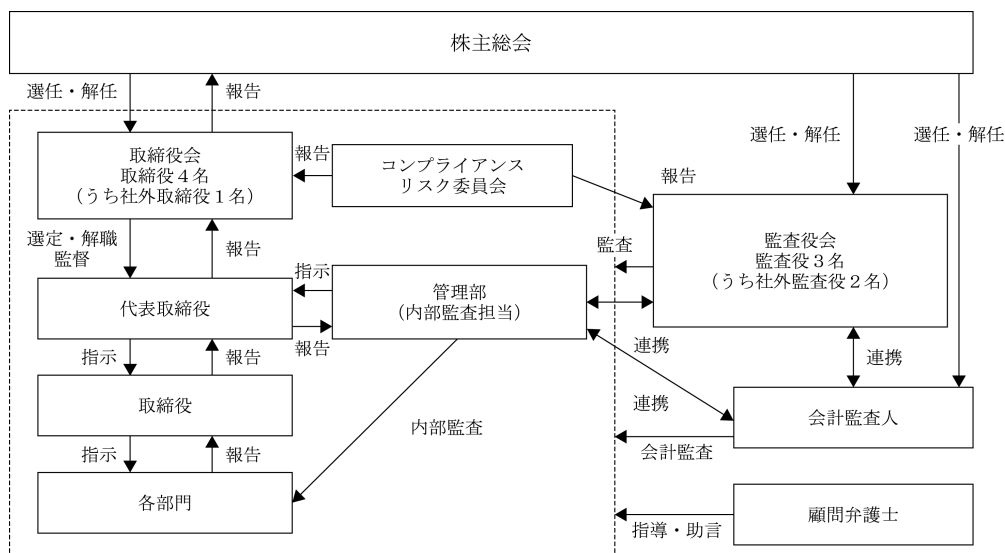 株主総会
選任・解任
報告
選任・解任
選任・解任
取締役会
取締役４名
（うち社外取締役１名）
報告
コンプライアンス
リスク委員会
報告
選定・解職
監督
報告
監査
監査役会
監査役３名
（うち社外監査役２名）
代表取締役
指示
報告
管理部
（内部監査担当）
連携
連携
指示
報告
取締役
内部監査
連携
会計監査人
会計監査
指示
報告
各部門
指導・助言
顧問弁護士